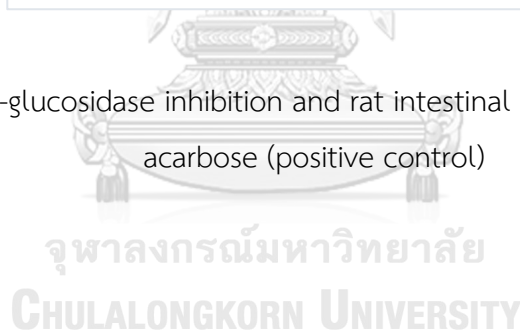 -glucosidase inhibition and rat intestinal
acarbose (positive control)
จุฬาลงกรณ์มหาวิทยาลัย
CHULALONGKORN UNIVERSITY